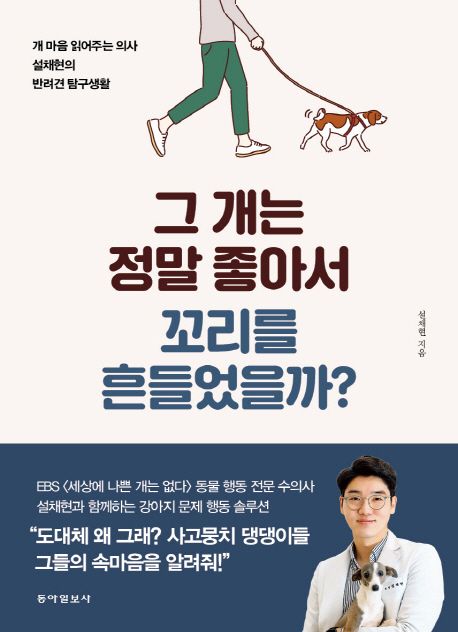 개 마음 읽어주는 의사
설채현의
반려견 탐구생활
그 개는
정말 좋아서
꼬리를
흔들었을까?
설채현 지음
EBS 〈세상에 나쁜 개는 없다〉 동물 행동 전문 수의사
설채현과 함께하는 강아지 문제 행동 솔루션
“도대체 왜 그래? 사고뭉치 댕댕이들
그들의 속마음을 알려줘!”
동아일보사